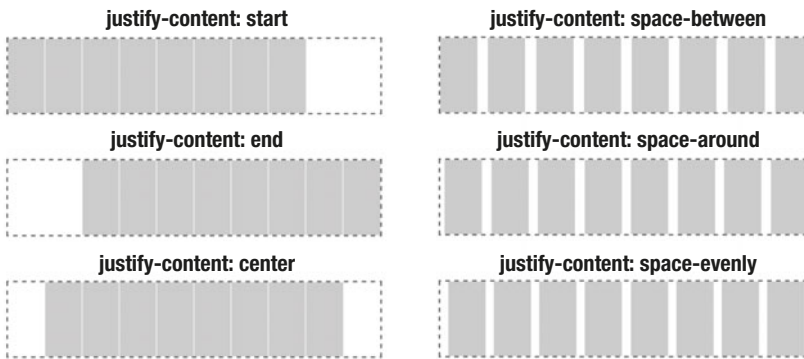 justify-content: start
justify-content: space-between
justify-content: end
justify-content: space-around
justify-content: center
justify-content: space-evenly